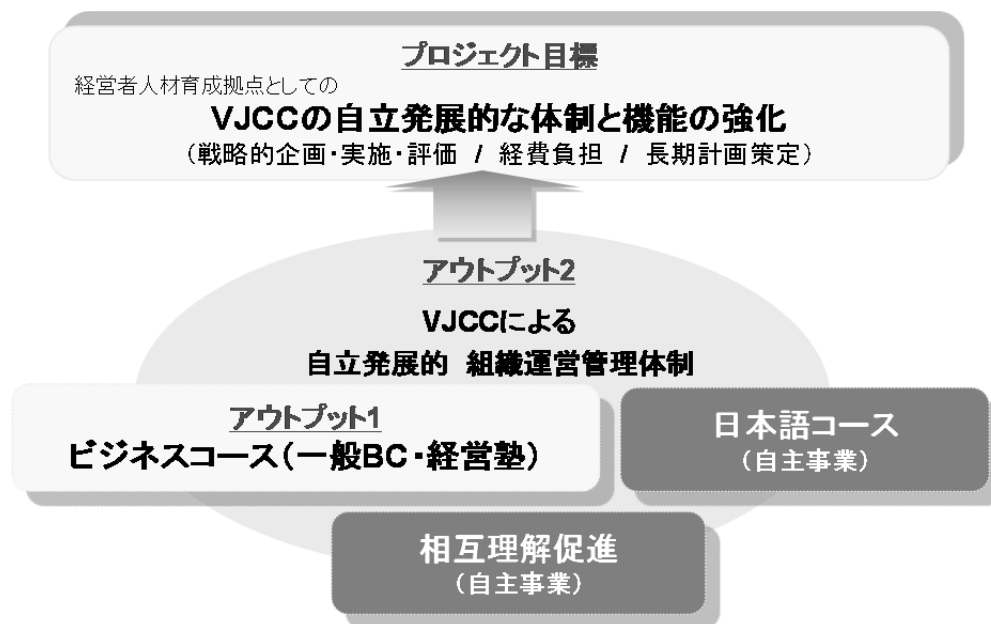 プロジェクト目標
経営者人材育成拠点としての
VJCCの自立発展的な体制と機能の強化
（戦略的企画・実施・評価 / 経費負担 / 長期計画策定）
アウトプット2
VJCCによる
自立発展的 組織運営管理体制
アウトプット1
ビジネスコース（一般BC・経営塾）
日本語コース
（自主事業）
相互理解促進
（自主事業）